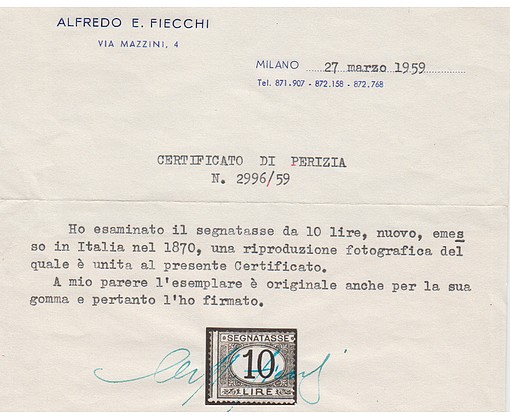 ALFREDO E. FIECCHI
VIA MAZZINI, 4
MILANO 27 marzo 1959
Tel. 871.907 - 872.158 - 872.768
CERTIFICATO DI PERIZIA
N. 2996/59
Ho esaminato il segnatasse da 10 lire, nuovo, emes
so in Italia nel 1870, una riproduzione fotografica del
quale è unita al presente Certificato.
A mio parere l'esemplare è originale anche per la sua
gomma e pertanto l'ho firmato.
SEGNATASSE
10
LIRE